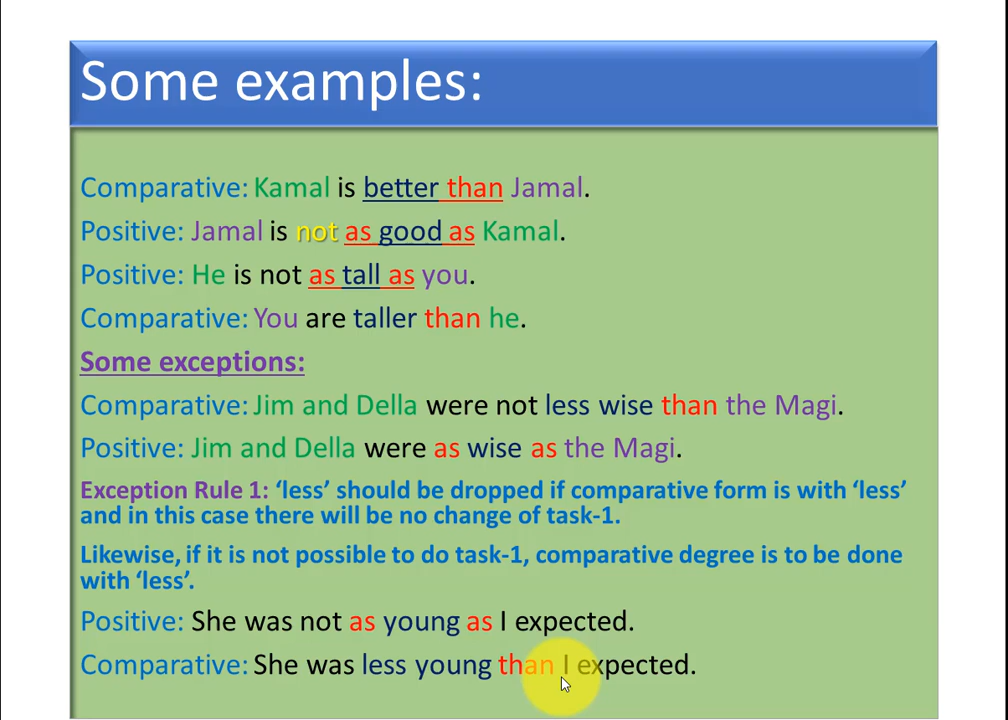 Some examples:
Comparative: Kamal is better than Jamal.
Positive: Jamal is not as good as Kamal.
Positive: He is not as tall as you.
Comparative: You are taller than he.
Some exceptions:
Comparative: Jim and Della were not less wise than the Magi.
Positive: Jim and Della were as wise as the Magi.
Exception Rule 1: ‘less’ should be dropped if comparative form is with ‘less’
and in this case there will be no change of task-1.
Likewise, if it is not possible to do task-1, comparative degree is to be done
with ‘less’.
Positive: She was not as young as I expected.
Comparative: She was less young than I expected.